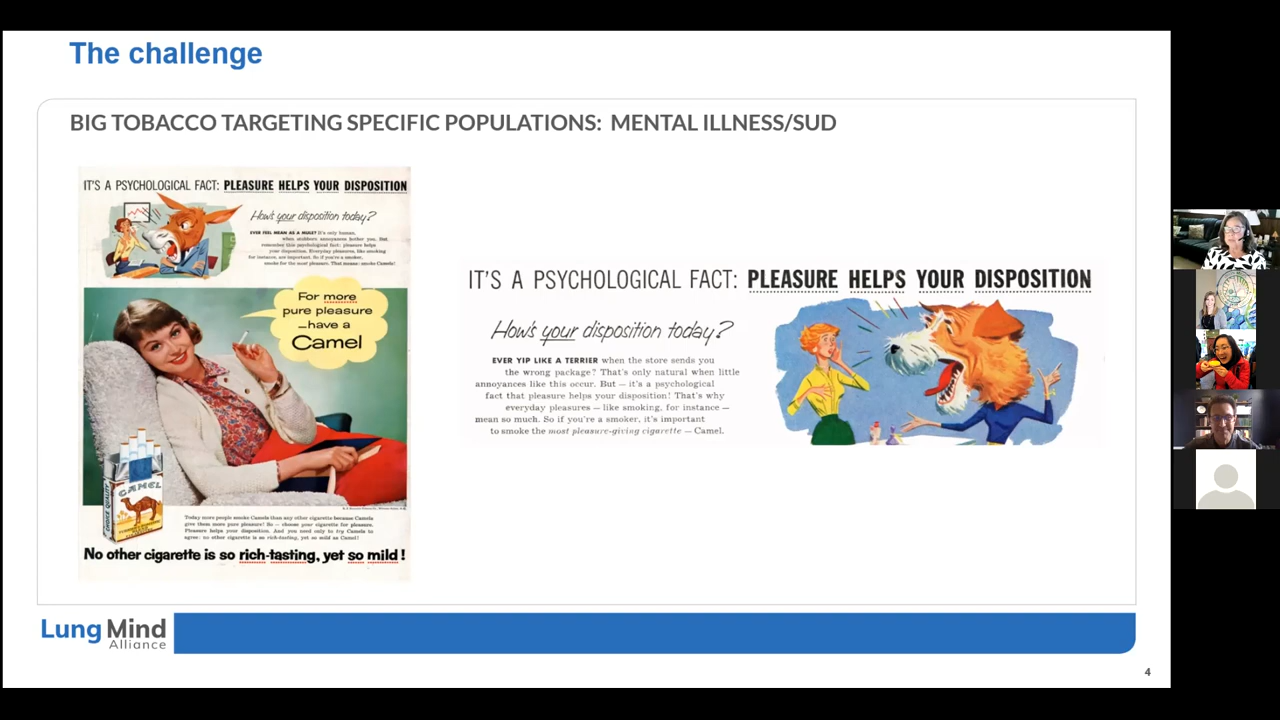 The challenge
BIG TOBACCO TARGETING SPECIFIC POPULATIONS: MENTAL ILLNESS/SUD
IT'S A PSYCHOLOGICAL FACT: PLEASURE HELPS YOUR DISPOSITION
How's your disposition today?
EVER FEEL MEAN AS A MULE? It's only human,
when stubborn annoyances bother you. But,
remember this psychological fact: pleasure helps
your disposition. Everyday pleasures, like smoking
for instance, are important. So if you're a smoker,
smoke for the most pleasure. That means: smoke Camels!
For more
pure pleasure
—have a
Camel
CHOICE QUALITY
CAMEL
Today more people smoke Camels than any other cigarette because Camels
give them more pure pleasure! So — choose your cigarette for pleasure.
Pleasure helps your disposition. And you need only to try Camels to
agree: no other cigarette is so rich-tasting, yet so mild as Camel!
No other cigarette is so rich-tasting, yet so mild!
IT'S A PSYCHOLOGICAL FACT: PLEASURE HELPS YOUR DISPOSITION
How's your disposition today?
EVER YIP LIKE A TERRIER when the store sends you
the wrong package? That's only natural when little
annoyances like this occur. But — it's a psychological
fact that pleasure helps your disposition! That's why
everyday pleasures — like smoking, for instance —
mean so much. So if you're a smoker, it's important
to smoke the most pleasure-giving cigarette — Camel.
Lung Mind
Alliance
4